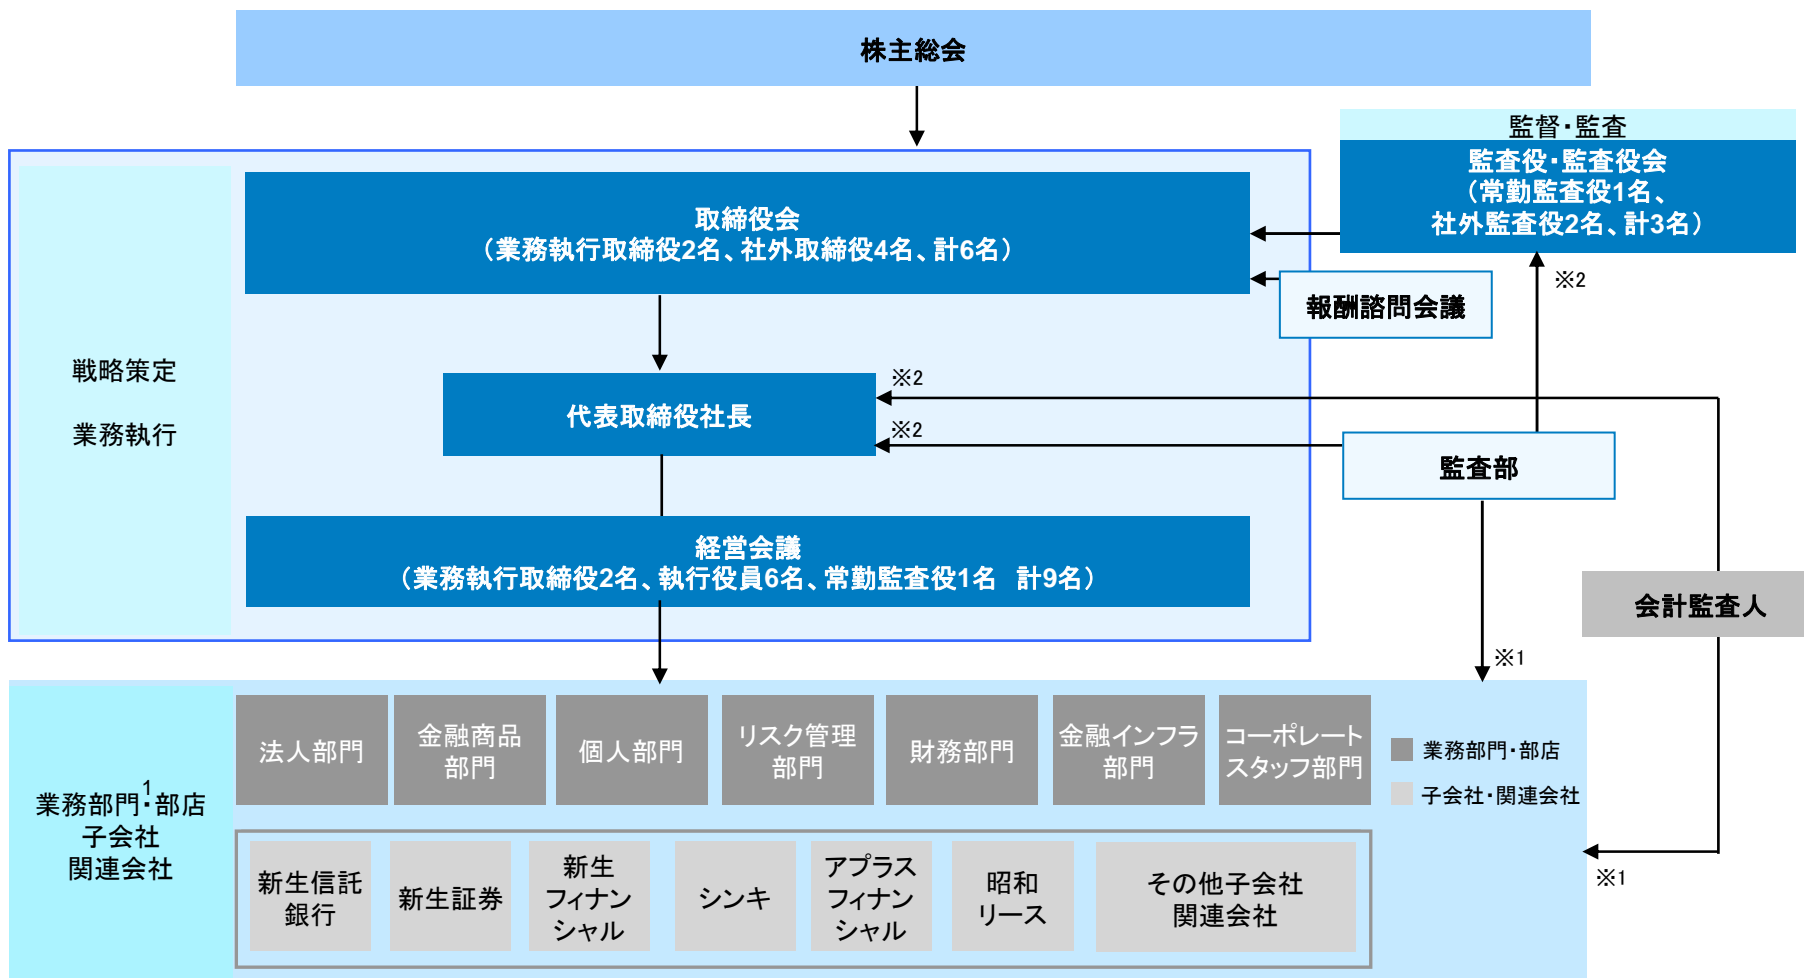 株主総会
監督・監査
監査役・監査役会
（常勤監査役1名、
社外監査役2名、計3名）
取締役会
（業務執行取締役2名、社外取締役4名、計6名）
※2
報酬諮問会議
戦略策定
業務執行
代表取締役社長
※2
※2
監査部
経営会議
（業務執行取締役2名、執行役員6名、常勤監査役1名 計9名）
会計監査人
※1
法人部門
金融商品
部門
個人部門
リスク管理
部門
財務部門
金融インフラ
部門
コーポレート
スタッフ部門
業務部門・部店
子会社・関連会社
業務部門1・部店
子会社
関連会社
※1
新生信託
銀行
新生証券
新生
フィナン
シャル
シンキ
アプラス
フィナン
シャル
昭和
リース
その他子会社
関連会社